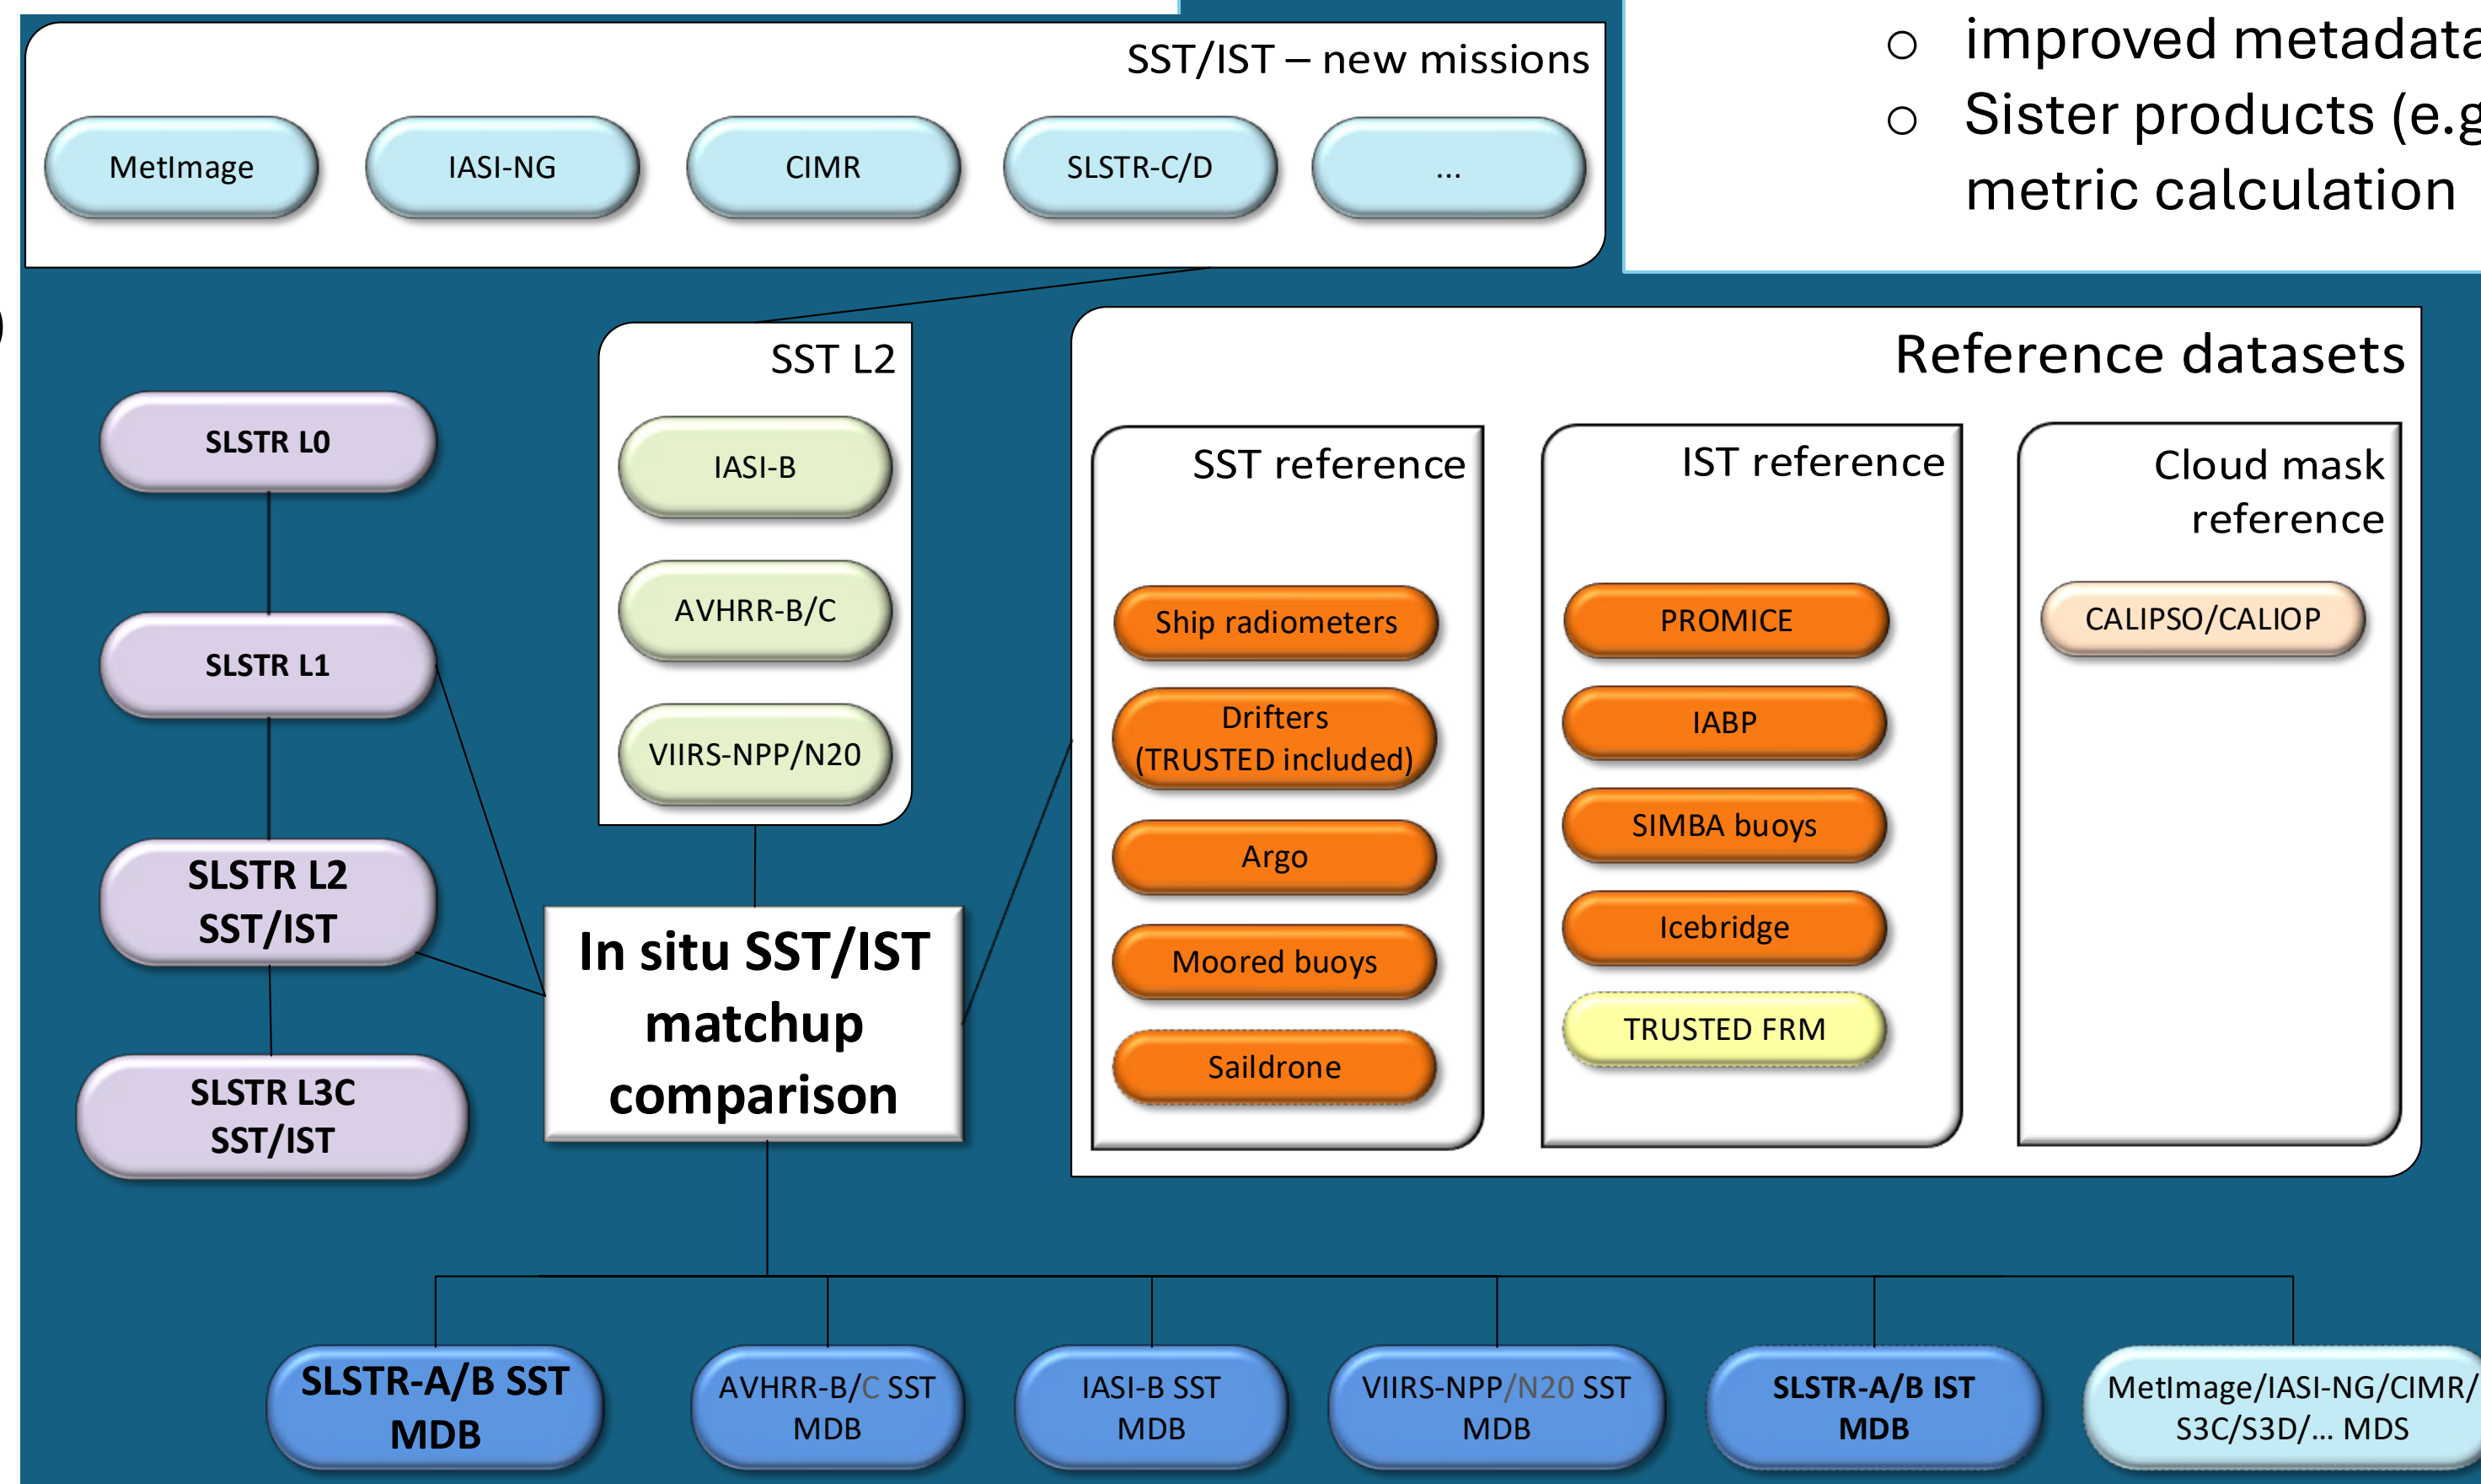 SST/IST – new missions
MetImage
IASI-NG
CIMR
SLSTR-C/D
...
○ improved metadata
○ Sister products (e.g
metric calculation
)
SST L2
IASI-B
AVHRR-B/C
VIIRS-NPP/N20
SLSTR L0
SLSTR L1
SLSTR L2
SST/IST
SLSTR L3C
SST/IST
In situ SST/IST
matchup
comparison
Reference datasets
SST reference
Ship radiometers
Drifters
(TRUSTED included)
Argo
Moored buoys
Saildrone
IST reference
PROMICE
IABP
SIMBA buoys
Icebridge
TRUSTED FRM
Cloud mask
reference
CALIPSO/CALIOP
SLSTR-A/B SST
MDB
AVHRR-B/C SST
MDB
IASI-B SST
MDB
VIIRS-NPP/N20 SST
MDB
SLSTR-A/B IST
MDB
MetImage/IASI-NG/CIMR/
S3C/S3D/... MDS